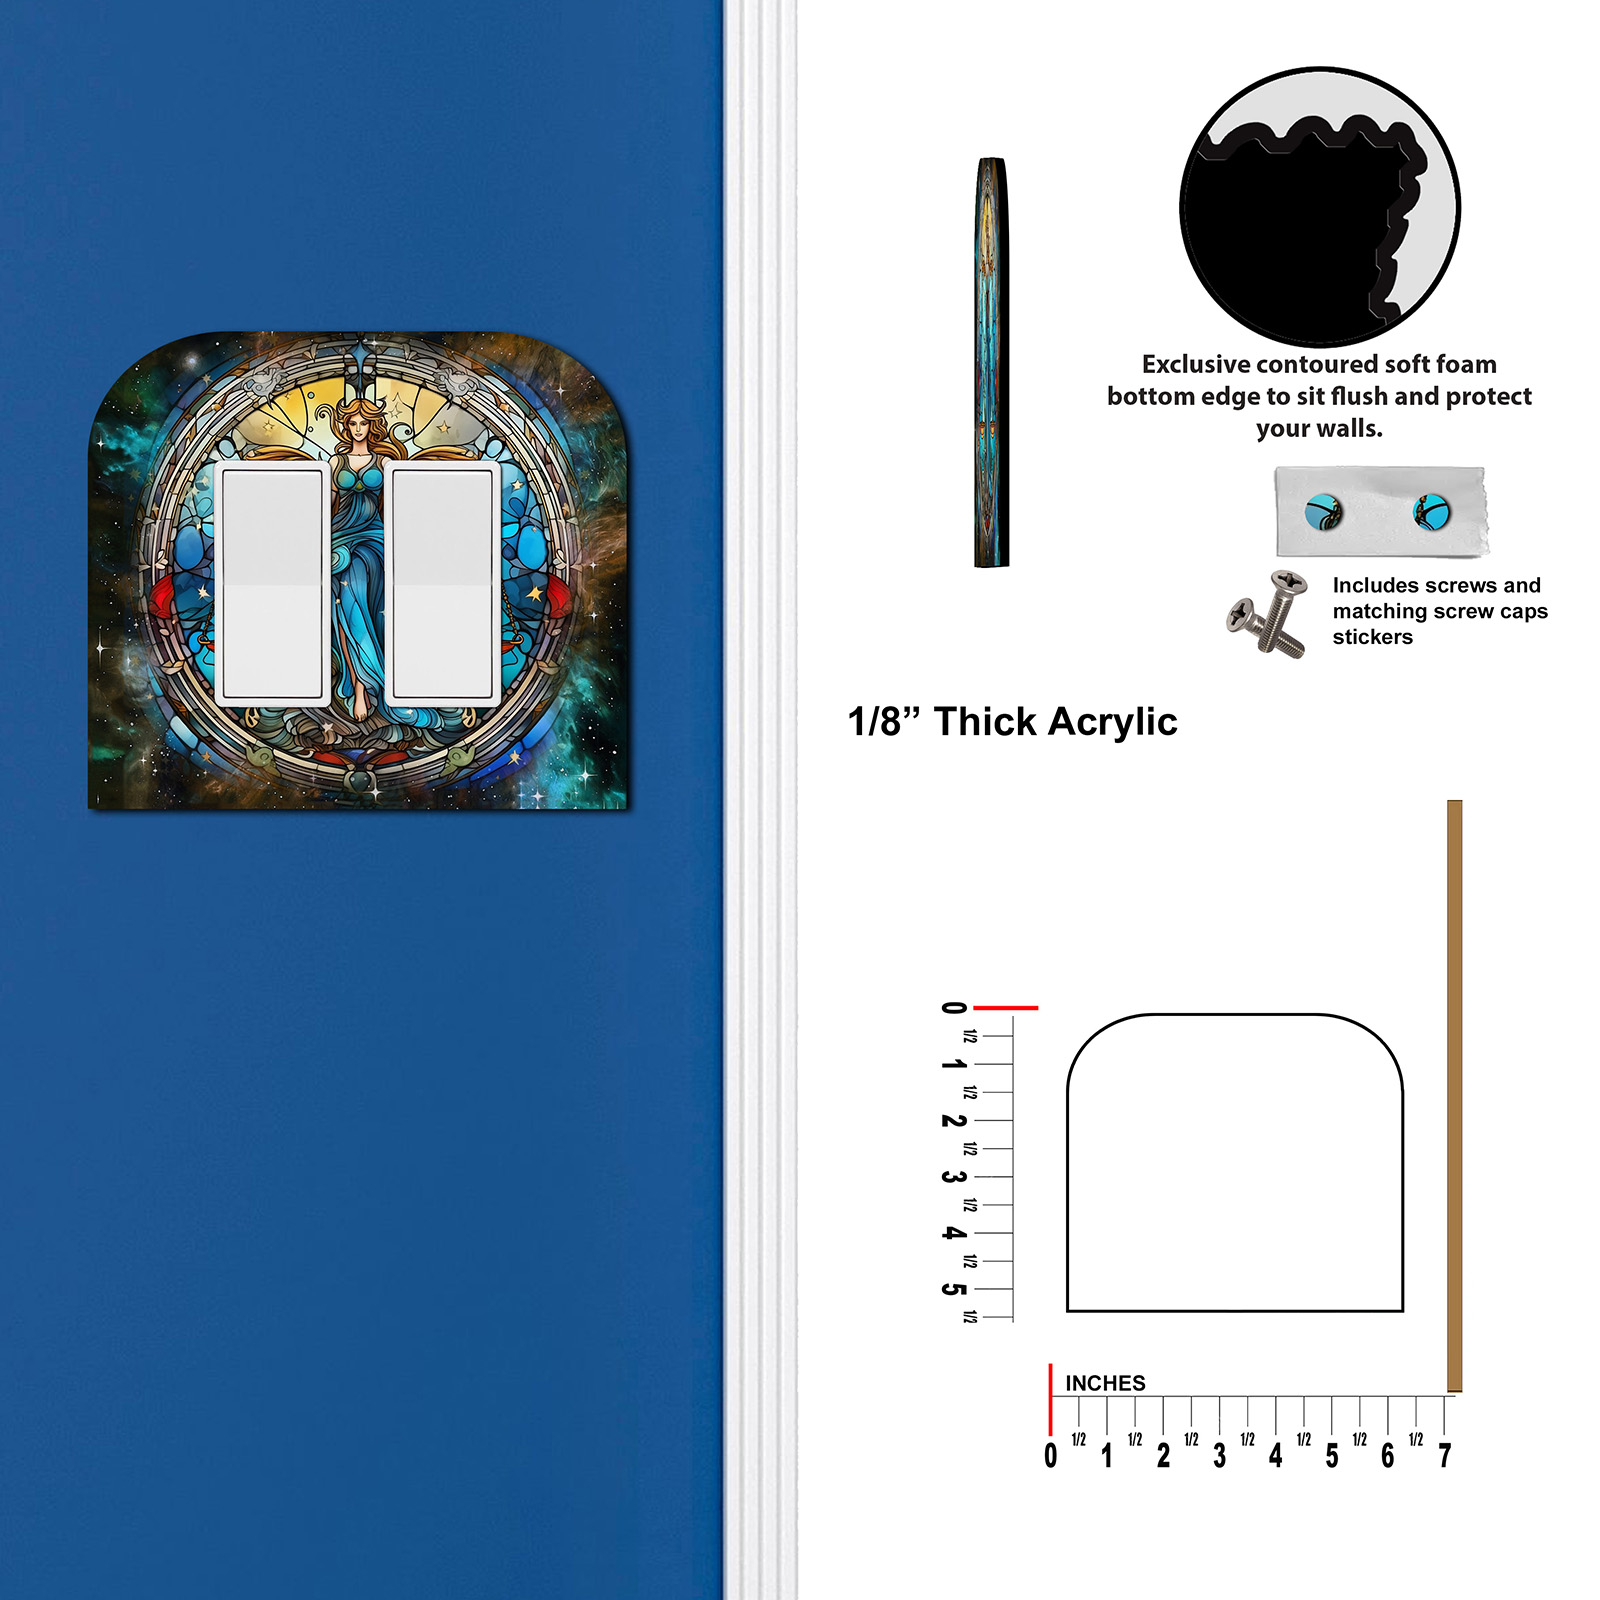 Exclusive contoured soft foam
bottom edge to sit flush and protect
your walls.
Includes screws and
matching screw caps
stickers
1/8” Thick Acrylic
0
1/2
1
1/2
2
1/2
3
1/2
4
1/2
5
1/2
INCHES
0 1/2 1 1/2 2 1/2 3 1/2 4 1/2 5 1/2 6 1/2 7